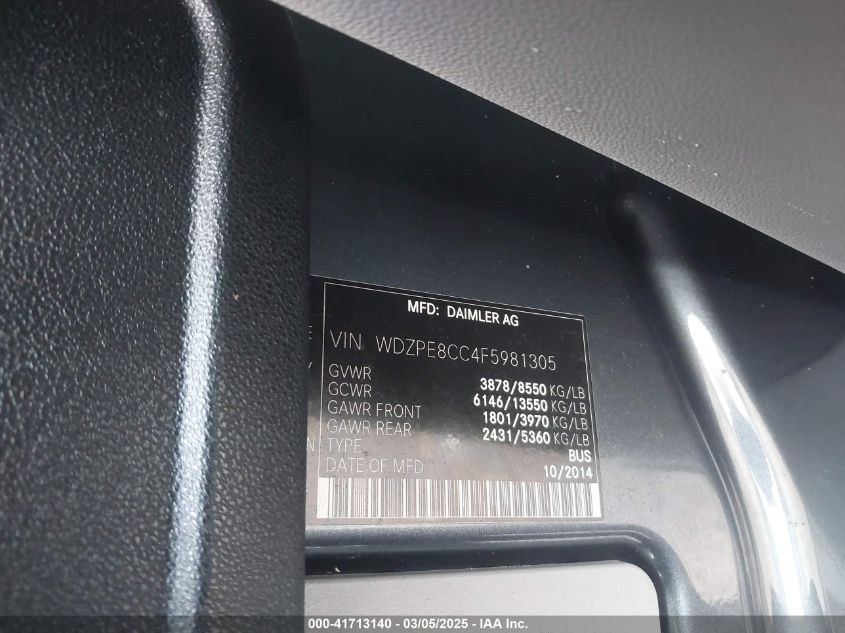 MFD: DAIMLER AG
VIN WDZPE8CC4F5981305
GVWR 3878/8550 KG/LB
GCWR 6146/13550 KG/LB
GAWR FRONT 1801/3970 KG/LB
GAWR REAR 2431/5360 KG/LB
TYPE BUS
DATE OF MFD 10/2014
000-41713140 - 03/05/2025 - IAA Inc.